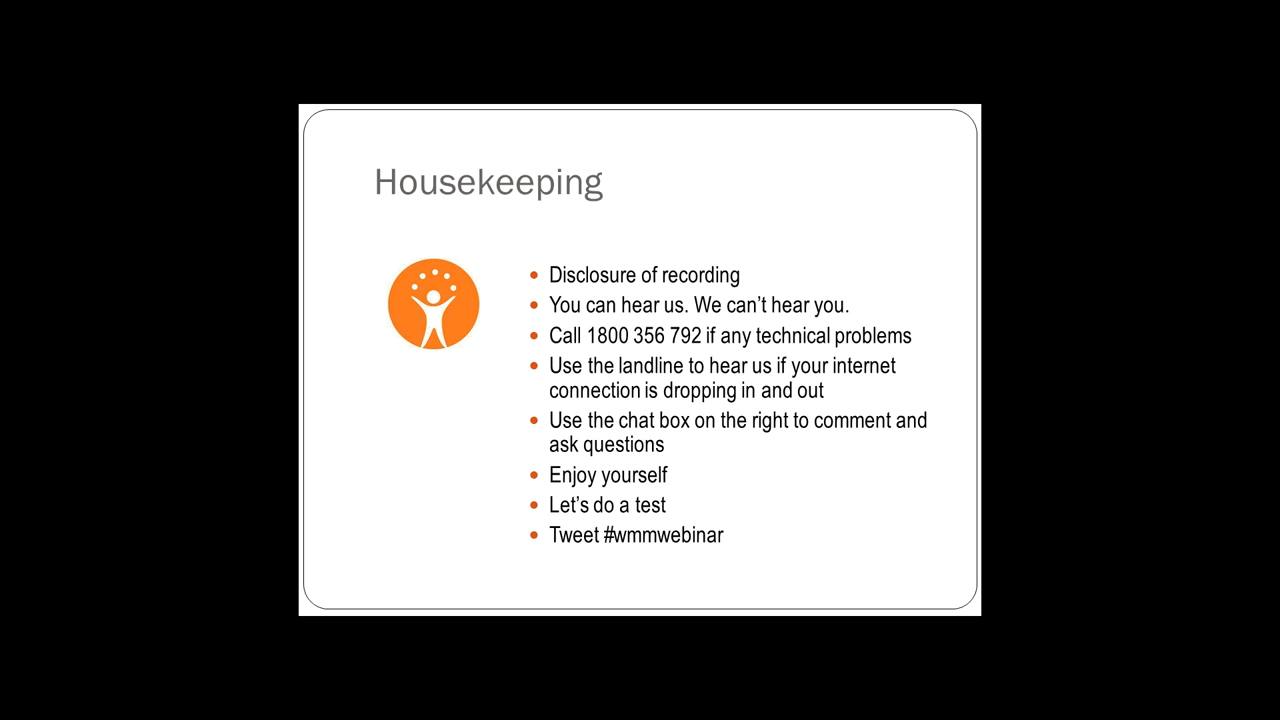 Housekeeping
Disclosure of recording
You can hear us. We can't hear you.
Call 1800 356 792 if any technical problems
Use the landline to hear us if your internet
connection is dropping in and out
Use the chat box on the right to comment and
ask questions
Enjoy yourself
Let's do a test
Tweet #wmmwebinar